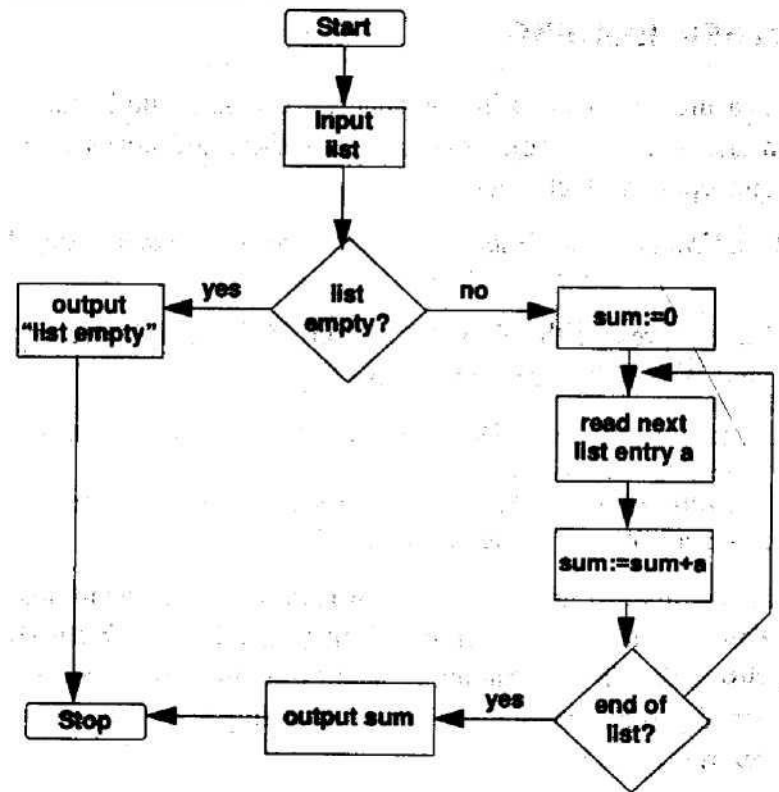 Start
Input
list
list
empty?
yes
no
output
"list empty"
sum:=0
read next
list entry a
sum:=sum+a
end of
list?
yes
output sum
Stop